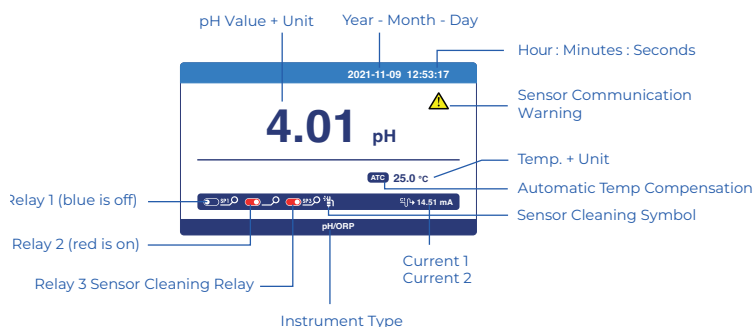 pH Value + Unit
Year - Month - Day
Hour : Minutes : Seconds
2021-11-09 12:53:17
Sensor Communication
Warning
4.01 pH
Temp. + Unit
ATC 25.0 °C
Automatic Temp Compensation
Relay 1 (blue is off)
SP1
SP2
14.51 mA
Sensor Cleaning Symbol
pH/ORP
Relay 2 (red is on)
Current 1
Current 2
Relay 3 Sensor Cleaning Relay
Instrument Type